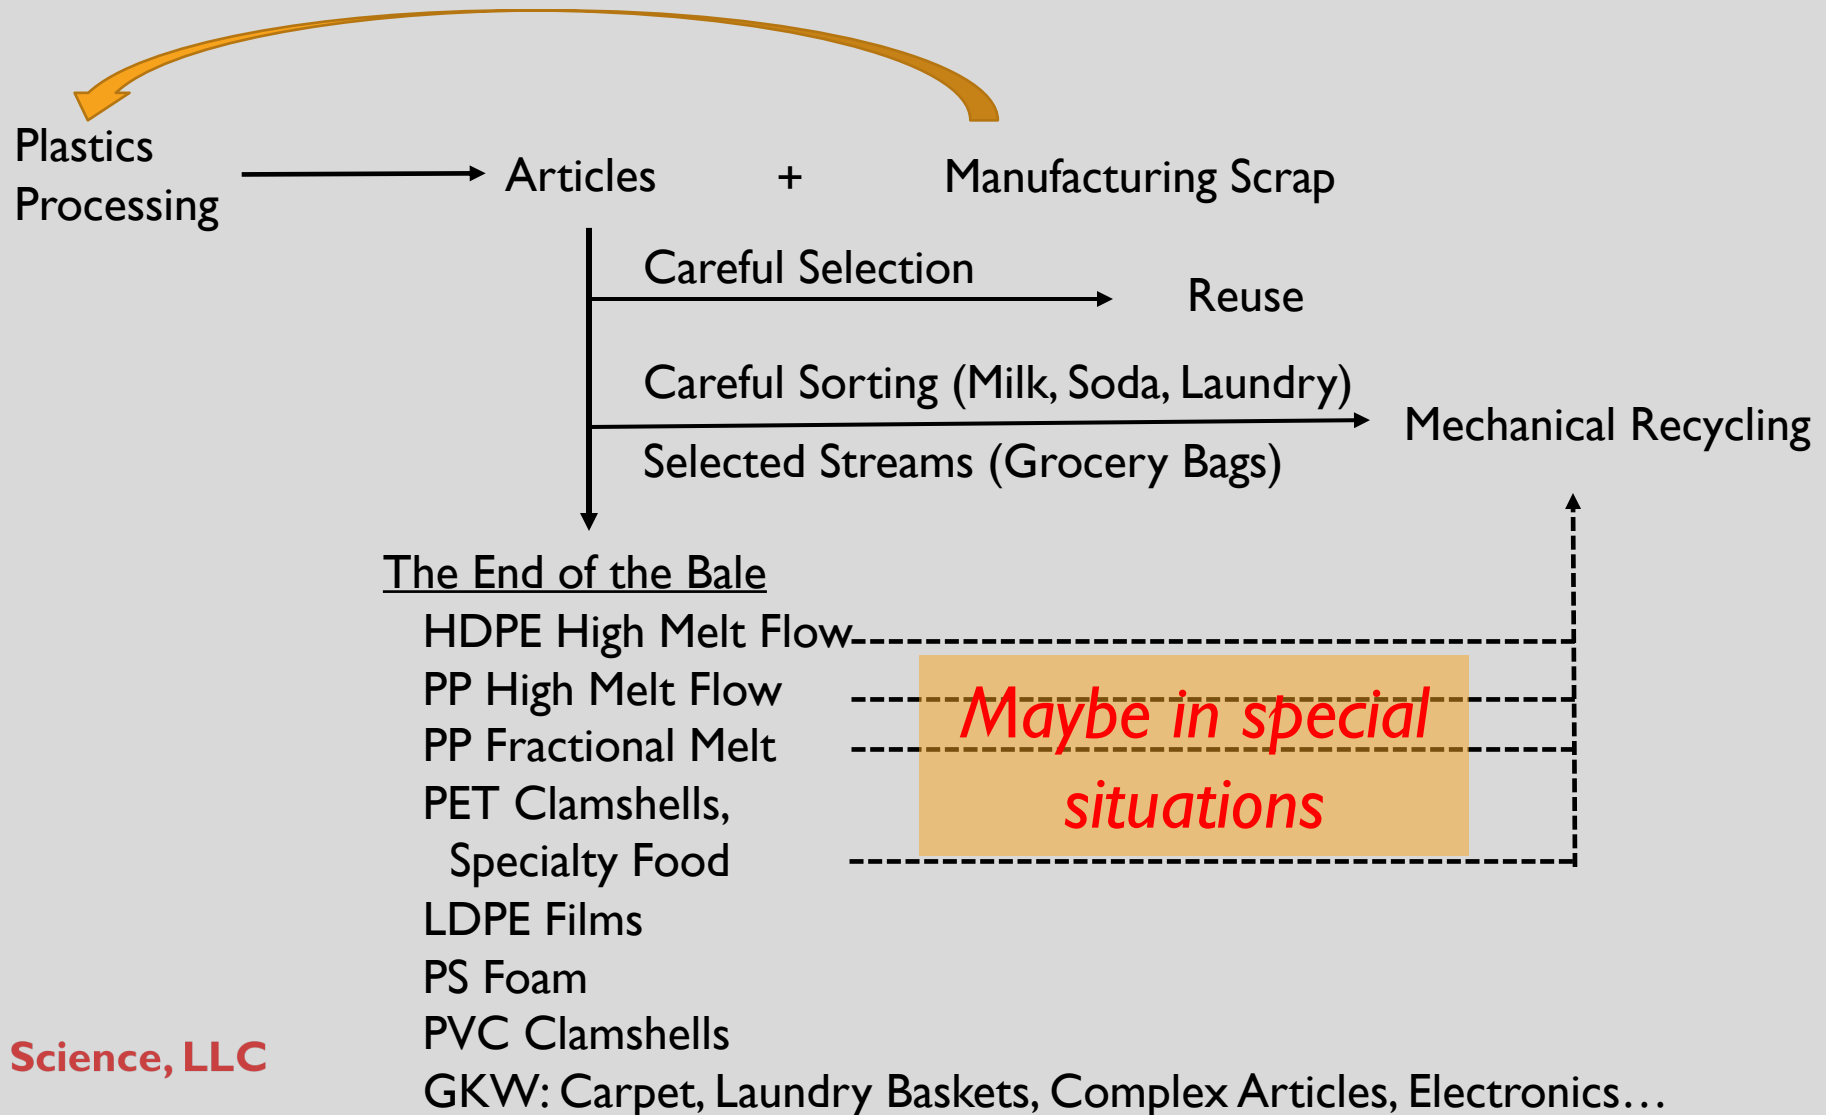 Plastics
Processing
Articles + Manufacturing Scrap
Careful Selection
Reuse
Careful Sorting (Milk, Soda, Laundry)
Mechanical Recycling
Selected Streams (Grocery Bags)
The End of the Bale
HDPE High Melt Flow
PP High Melt Flow
PP Fractional Melt
PET Clamshells,
Specialty Food
Maybe in special
situations
LDPE Films
PS Foam
PVC Clamshells
Science, LLC
GKW: Carpet, Laundry Baskets, Complex Articles, Electronics…